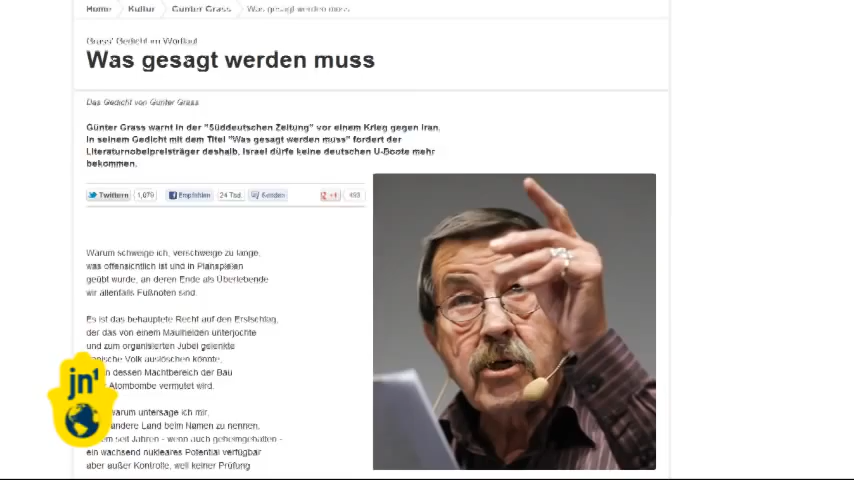 Home Kultur Günter Grass Was gesagt werden muss
Grass' Gedicht im Wortlaut
Was gesagt werden muss
Das Gedicht von Günter Grass
Günter Grass warnt in der "Süddeutschen Zeitung" vor einem Krieg gegen Iran.
In seinem Gedicht mit dem Titel "Was gesagt werden muss" fordert der
Literaturnobelpreisträger deshalb, Israel dürfe keine deutschen U-Boote mehr
bekommen.
Twittern 1,079 Empfehlen 24 Tsd. Senden +1 493
Warum schweige ich, verschweige zu lange,
was offensichtlich ist und in Planspielen
geübt wurde, an deren Ende als Überlebende
wir allenfalls Fußnoten sind.
Es ist das behauptete Recht auf den Erstschlag,
der das von einem Maulhelden unterjochte
und zum organisierten Jubel gelenkte
anische Volk auslöschen könnte,
dessen Machtbereich der Bau
Atombombe vermutet wird.
arum untersage ich mir,
andere Land beim Namen zu nennen,
em seit Jahren - wenn auch geheimgehalten -
ein wachsend nukleares Potential verfügbar
aber außer Kontrolle, weil keiner Prüfung
jn1